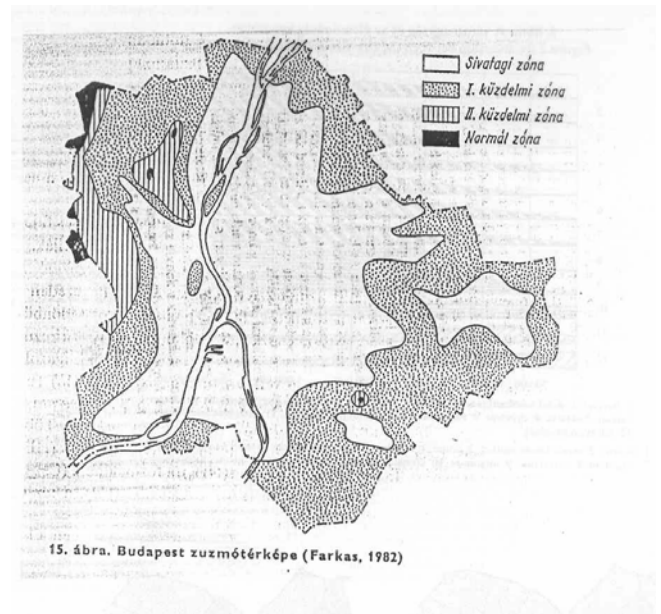 Sivatagi zóna
I. küzdelmi zóna
II. küzdelmi zóna
Normál zóna
15. ábra. Budapest zuzmótérképe (Farkas, 1982)